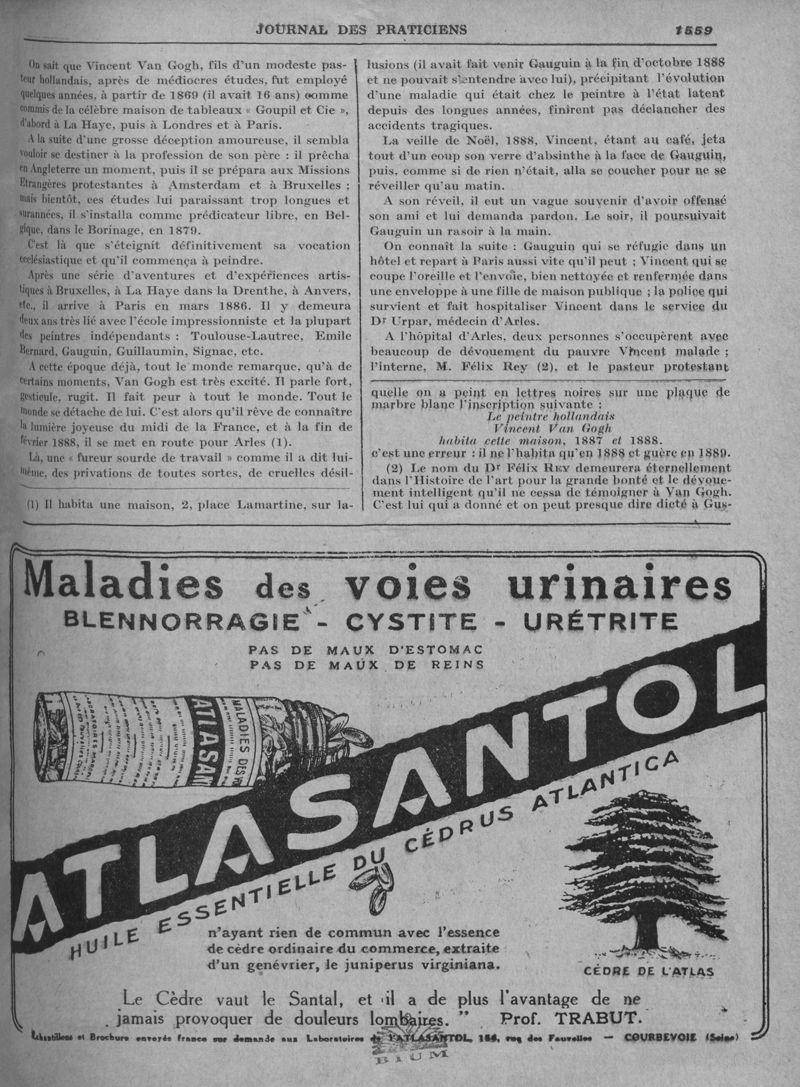 JOURNAL DES PRATICIENS 1559
On sait que Vincent Van Gogh, fils d'un modeste pas-
teur hollandais, après de médiocres études, fut employé
quelques années, à partir de 1869 (il avait 16 ans) comme
commis de la célèbre maison de tableaux « Goupil et Cie »,
d'abord à La Haye, puis à Londres et à Paris.
A la suite d'une grosse déception amoureuse, il sembla
vouloir se destiner à la profession de son père : il prêcha
en Angleterre un moment, puis il se prépara aux Missions
Etrangères protestantes à Amsterdam et à Bruxelles ;
mais bientôt, ces études lui paraissant trop longues et
surannées, il s'installa comme prédicateur libre, en Bel-
gique, dans le Borinage, en 1879.
C'est là que s'éteignit définitivement sa vocation
ecclésiastique et qu'il commença à peindre.
Après une série d'aventures et d'expériences artis-
tiques à Bruxelles, à La Haye dans la Drenthe, à Anvers,
etc., il arrive à Paris en mars 1886. Il y demeura
deux ans très lié avec l'école impressionniste et la plupart
des peintres indépendants : Toulouse-Lautrec, Emile
Bernard, Gauguin, Guillaumin, Signac, etc.
A cette époque déjà, tout le monde remarque, qu'à de
certains moments, Van Gogh est très excité. Il parle fort,
gesticule, rugit. Il fait peur à tout le monde. Tout le
monde se détache de lui. C'est alors qu'il rêve de connaître
la lumière joyeuse du midi de la France, et à la fin de
février 1888, il se met en route pour Arles (1).
Là, une « fureur sourde de travail » comme il a dit lui-
même, des privations de toutes sortes, de cruelles désil-
(1) Il habita une maison, 2, place Lamartine, sur la-
lusions (il avait fait venir Gauguin à la fin d'octobre 1888
et ne pouvait s'entendre avec lui), précipitant l'évolution
d'une maladie qui était chez le peintre à l'état latent
depuis des longues années, finirent pas déclancher des
accidents tragiques.
La veille de Noël, 1888, Vincent, étant au café, jeta
tout d'un coup son verre d'absinthe à la face de Gauguin,
puis, comme si de rien n'était, alla se coucher pour ne se
réveiller qu'au matin.
A son réveil, il eut un vague souvenir d'avoir offensé
son ami et lui demanda pardon. Le soir, il poursuivait
Gauguin un rasoir à la main.
On connaît la suite : Gauguin qui se réfugie dans un
hôtel et repart à Paris aussi vite qu'il peut ; Vincent qui se
coupe l'oreille et l'envoie, bien nettoyée et renfermée dans
une enveloppe à une fille de maison publique ; la police qui
survient et fait hospitaliser Vincent dans le service du
Dr Urpar, médecin d'Arles.
A l'hôpital d'Arles, deux personnes s'occupèrent avec
beaucoup de dévouement du pauvre Vincent malade ;
l'interne, M. Félix Rey (2), et le pasteur protestant
quelle on a peint en lettres noires sur une plaque de
marbre blanc l'inscription suivante :
Le peintre hollandais
Vincent Van Gogh
habita cette maison, 1887 et 1888.
c'est une erreur : il ne l'habita qu'en 1888 et guère en 1889.
(2) Le nom du Dr Félix REY demeurera éternellement
dans l'Histoire de l'art pour la grande bonté et le dévoue-
ment intelligent qu'il ne cessa de témoigner à Van Gogh.
C'est lui qui a donné et on peut presque dire dicté à Gus-
Maladies des voies urinaires
BLENNORRAGIE - CYSTITE - URÉTRITE
PAS DE MAUX D'ESTOMAC
PAS DE MAUX DE REINS
MALADIES DES
ATLASAN
ATLASANTOL
HUILE ESSENTIELLE DU CÉDRUS ATLANTICA
n'ayant rien de commun avec l'essence
de cèdre ordinaire du commerce, extraite
d'un genévrier, le juniperus virginiana.
CÈDRE DE L'ATLAS
Le Cèdre vaut le Santal, et il a de plus l'avantage de ne
jamais provoquer de douleurs lombaires. " Prof. TRABUT.
Echantillons et Brochure envoyés franco sur demande aux Laboratoires de l'ATLASANTOL, 164, rue des Fauvelles — COURBEVOIE (Seine)
BIUM